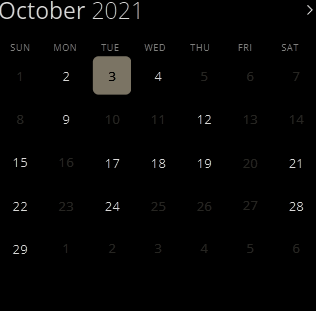 October 2021
SUN MON TUE WED THU FRI SAT
1 2 3 4 5 6 7
8 9 10 11 12 13 14
15 16 17 18 19 20 21
22 23 24 25 26 27 28
29 1 2 3 4 5 6